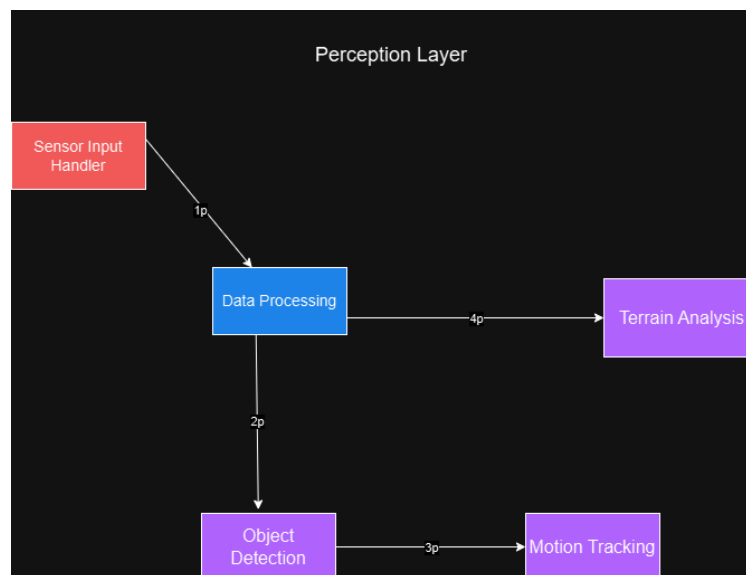 Perception Layer
Sensor Input
Handler
1p
Data Processing
4p
Terrain Analysis
2p
Object
Detection
3p
Motion Tracking